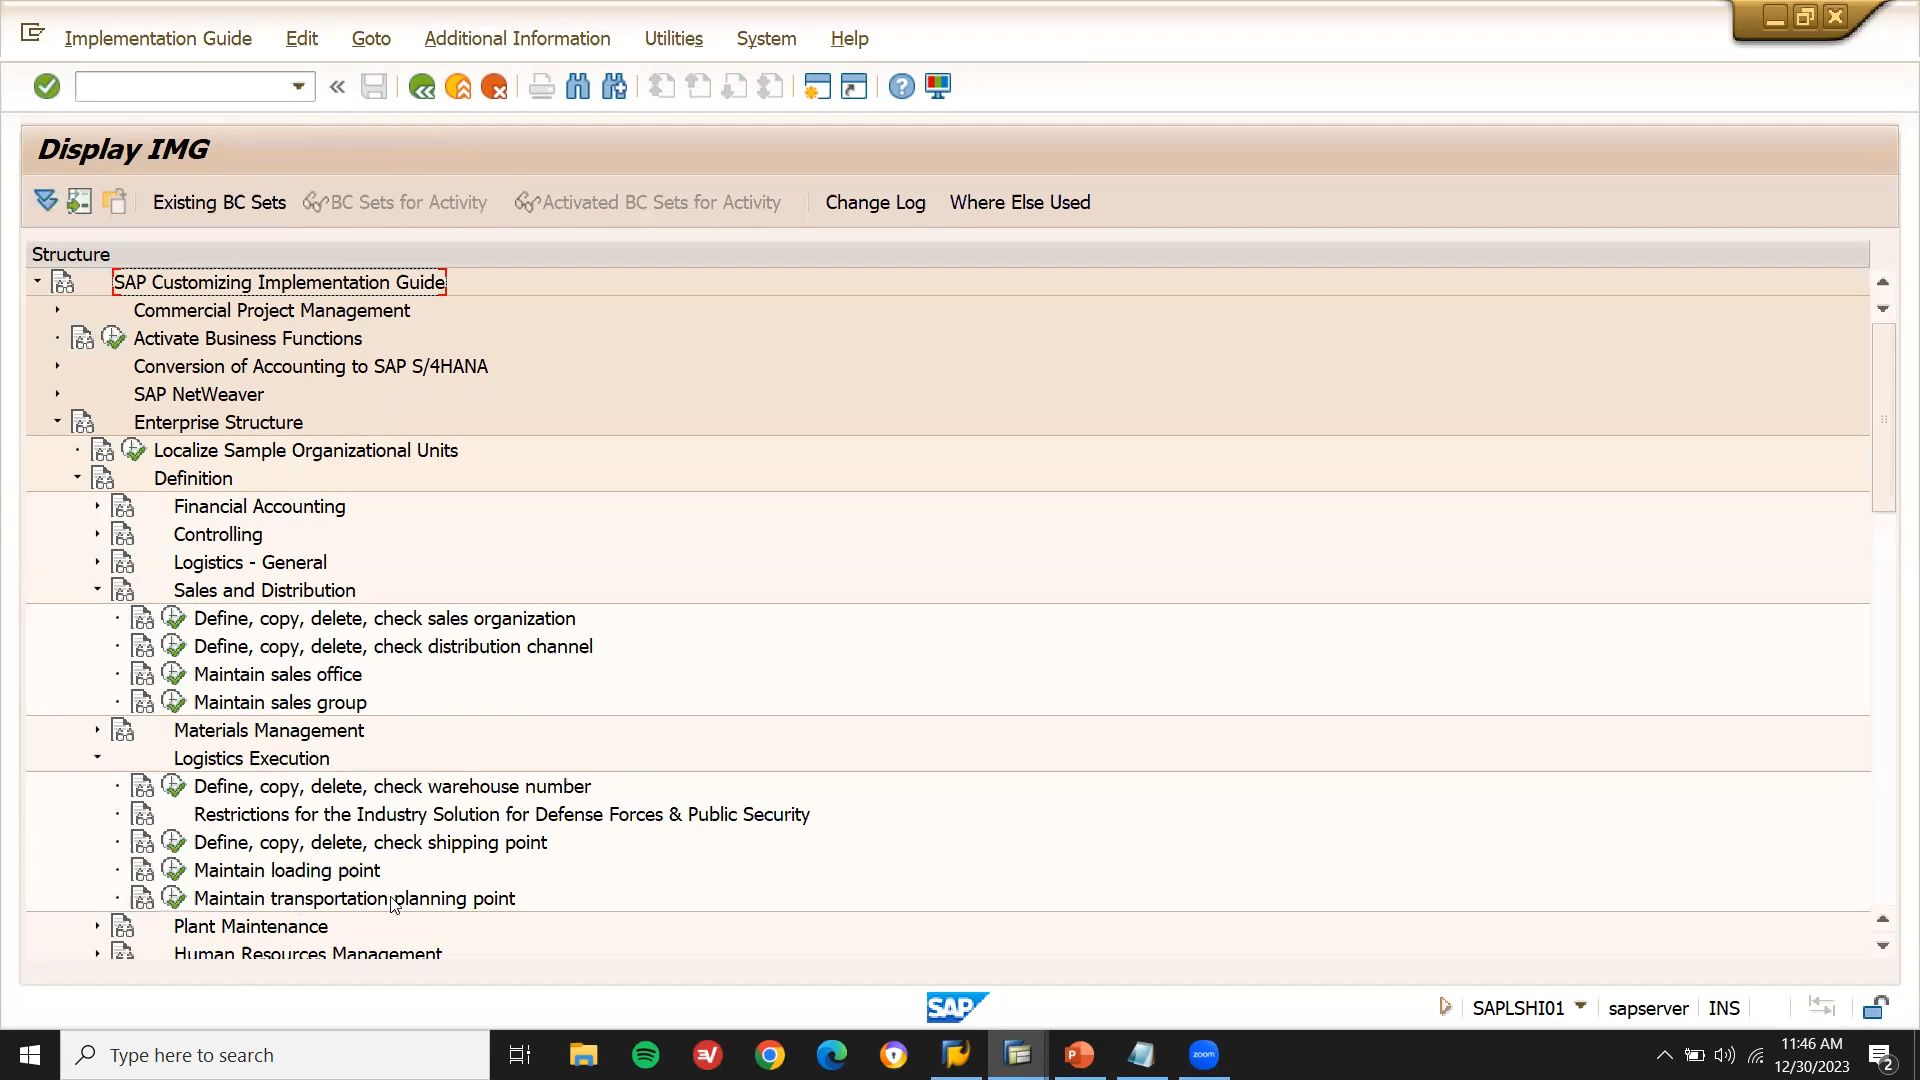 Implementation Guide Edit Goto Additional Information Utilities System Help
Display IMG
Existing BC Sets BC Sets for Activity Activated BC Sets for Activity Change Log Where Else Used
Structure
SAP Customizing Implementation Guide
Commercial Project Management
Activate Business Functions
Conversion of Accounting to SAP S/4HANA
SAP NetWeaver
Enterprise Structure
Localize Sample Organizational Units
Definition
Financial Accounting
Controlling
Logistics - General
Sales and Distribution
Define, copy, delete, check sales organization
Define, copy, delete, check distribution channel
Maintain sales office
Maintain sales group
Materials Management
Logistics Execution
Define, copy, delete, check warehouse number
Restrictions for the Industry Solution for Defense Forces & Public Security
Define, copy, delete, check shipping point
Maintain loading point
Maintain transportation planning point
Plant Maintenance
Human Resources Management
SAP SAPLSHI01 sapserver INS
Type here to search
zoom
11:46 AM
12/30/2023
2